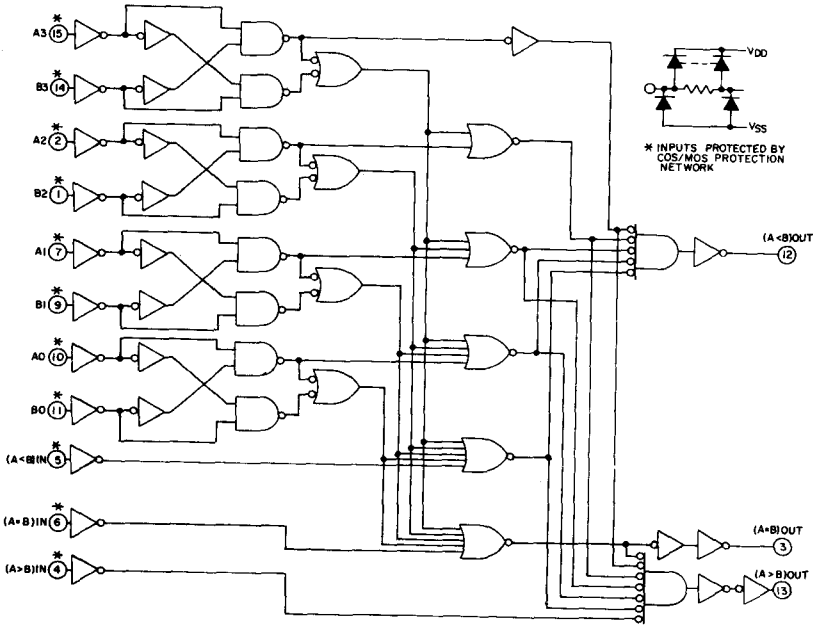 *
A3 15
*
B3 14
*
A2 2
*
B2 1
*
A1 7
*
B1 9
*
A0 10
*
B0 11
*
(A<B)IN 5
*
(A=B)IN 6
*
(A>B)IN 4
VDD
VSS
* INPUTS PROTECTED BY
COS/MOS PROTECTION
NETWORK
(A<B)OUT
12
(A=B)OUT
3
(A>B)OUT
13